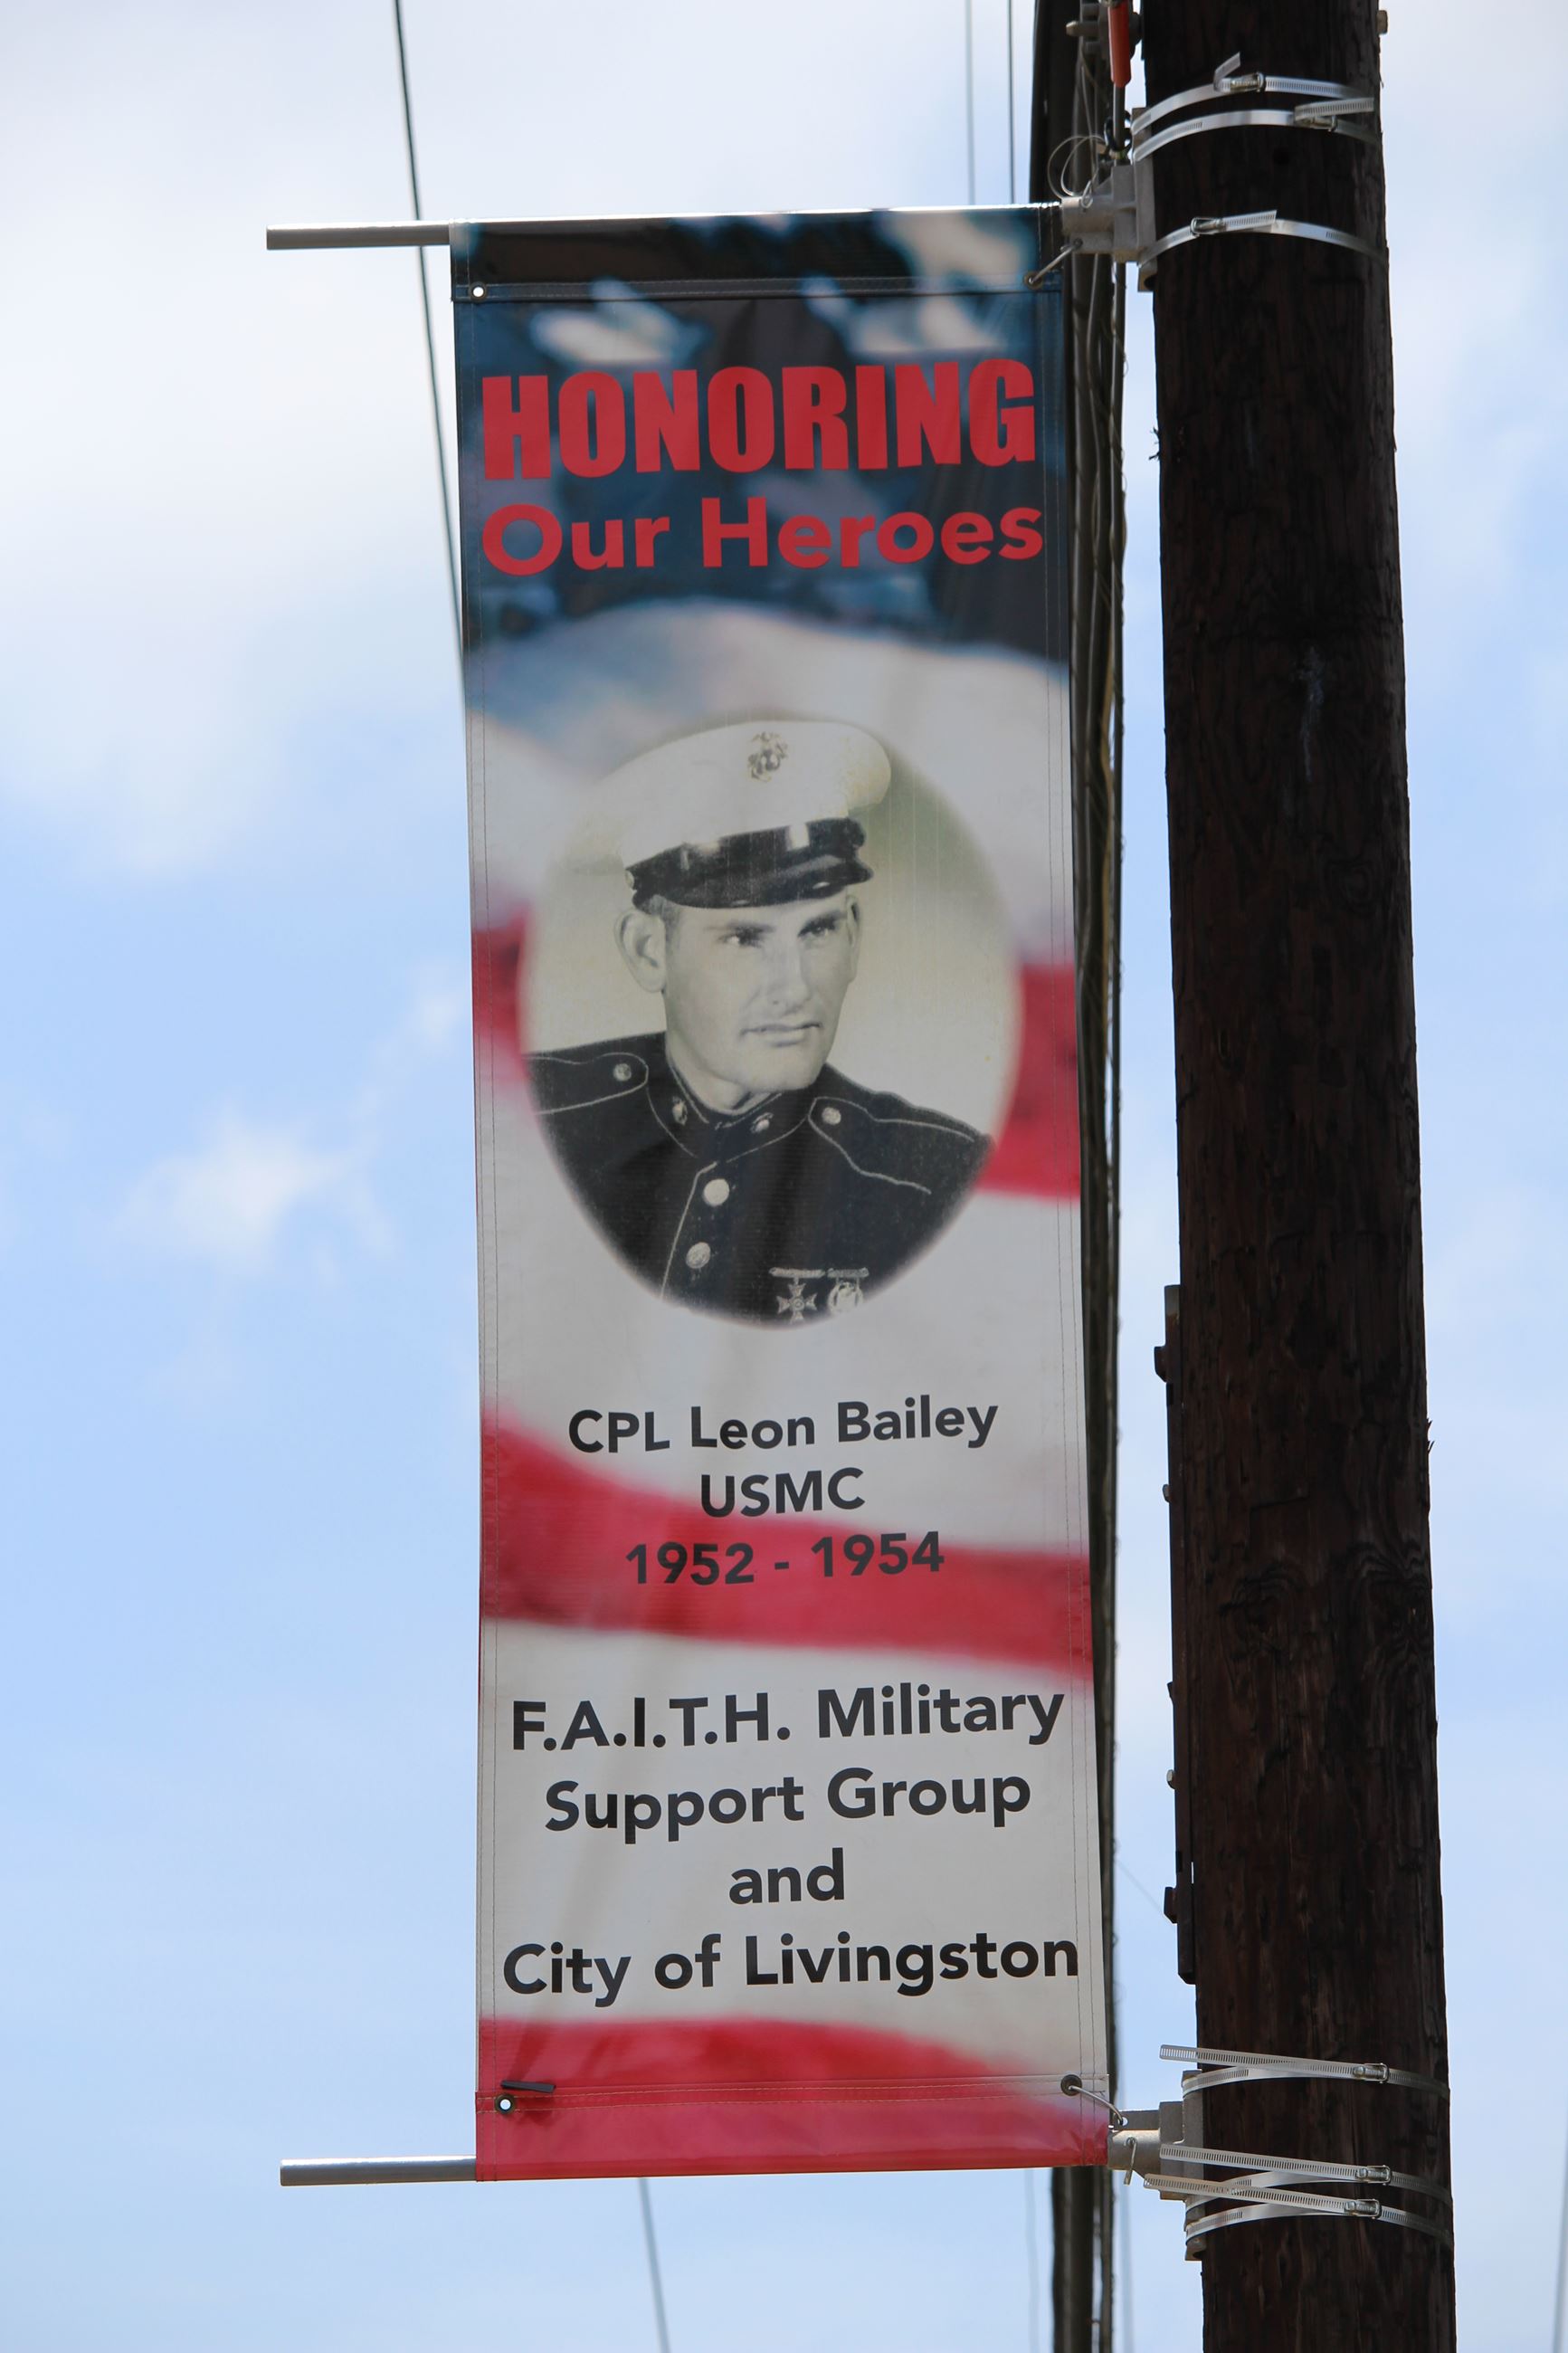 HONORING
Our Heroes
CPL Leon Bailey
USMC
1952 - 1954
F.A.I.T.H. Military
Support Group
and
City of Livingston